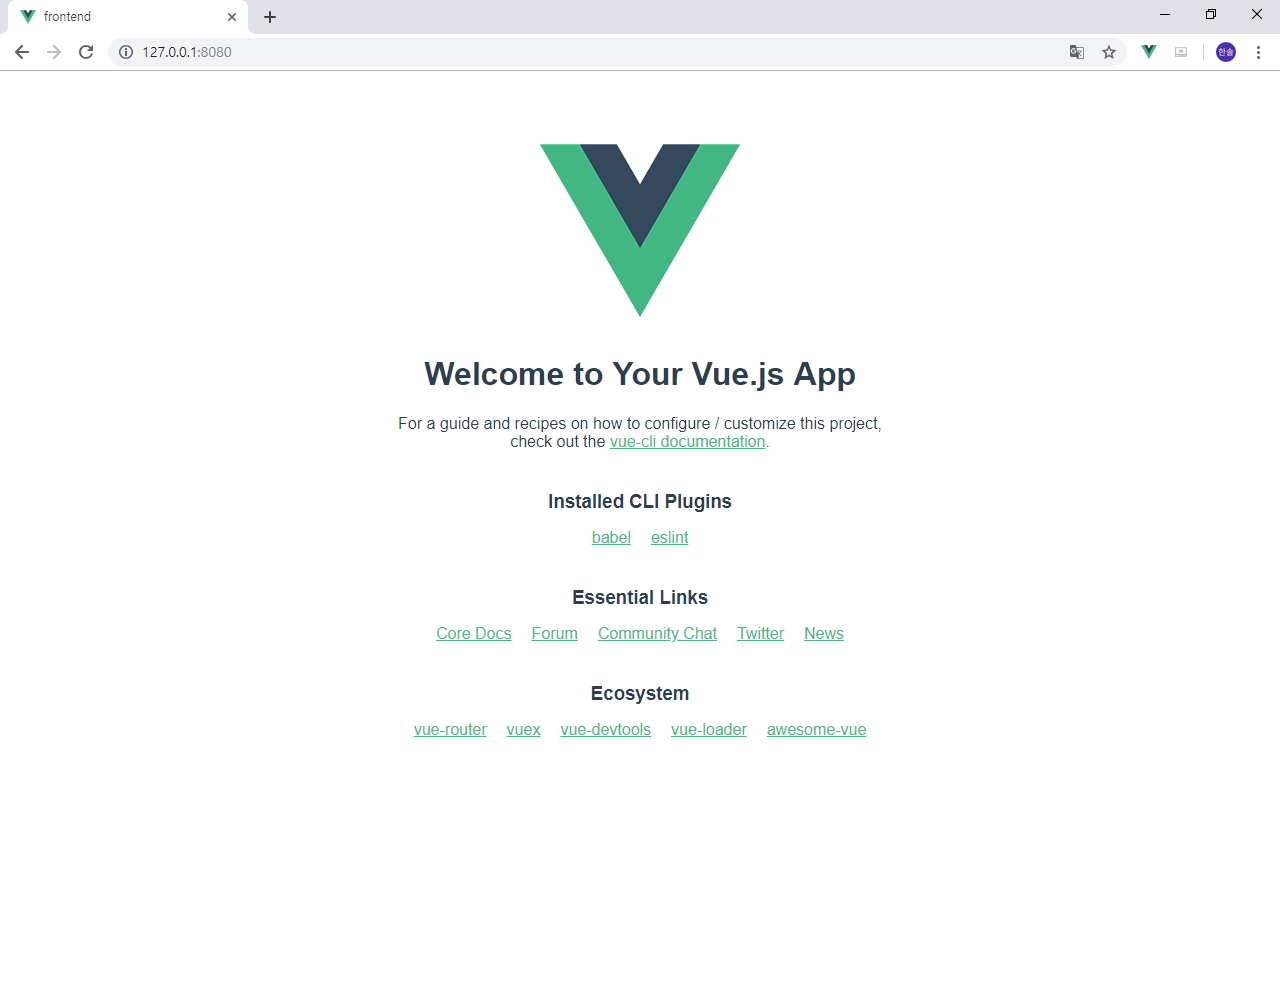 frontend
127.0.0.1:8080
한솔
Welcome to Your Vue.js App
For a guide and recipes on how to configure / customize this project,
check out the vue-cli documentation.
Installed CLI Plugins
babel eslint
Essential Links
Core Docs Forum Community Chat Twitter News
Ecosystem
vue-router vuex vue-devtools vue-loader awesome-vue